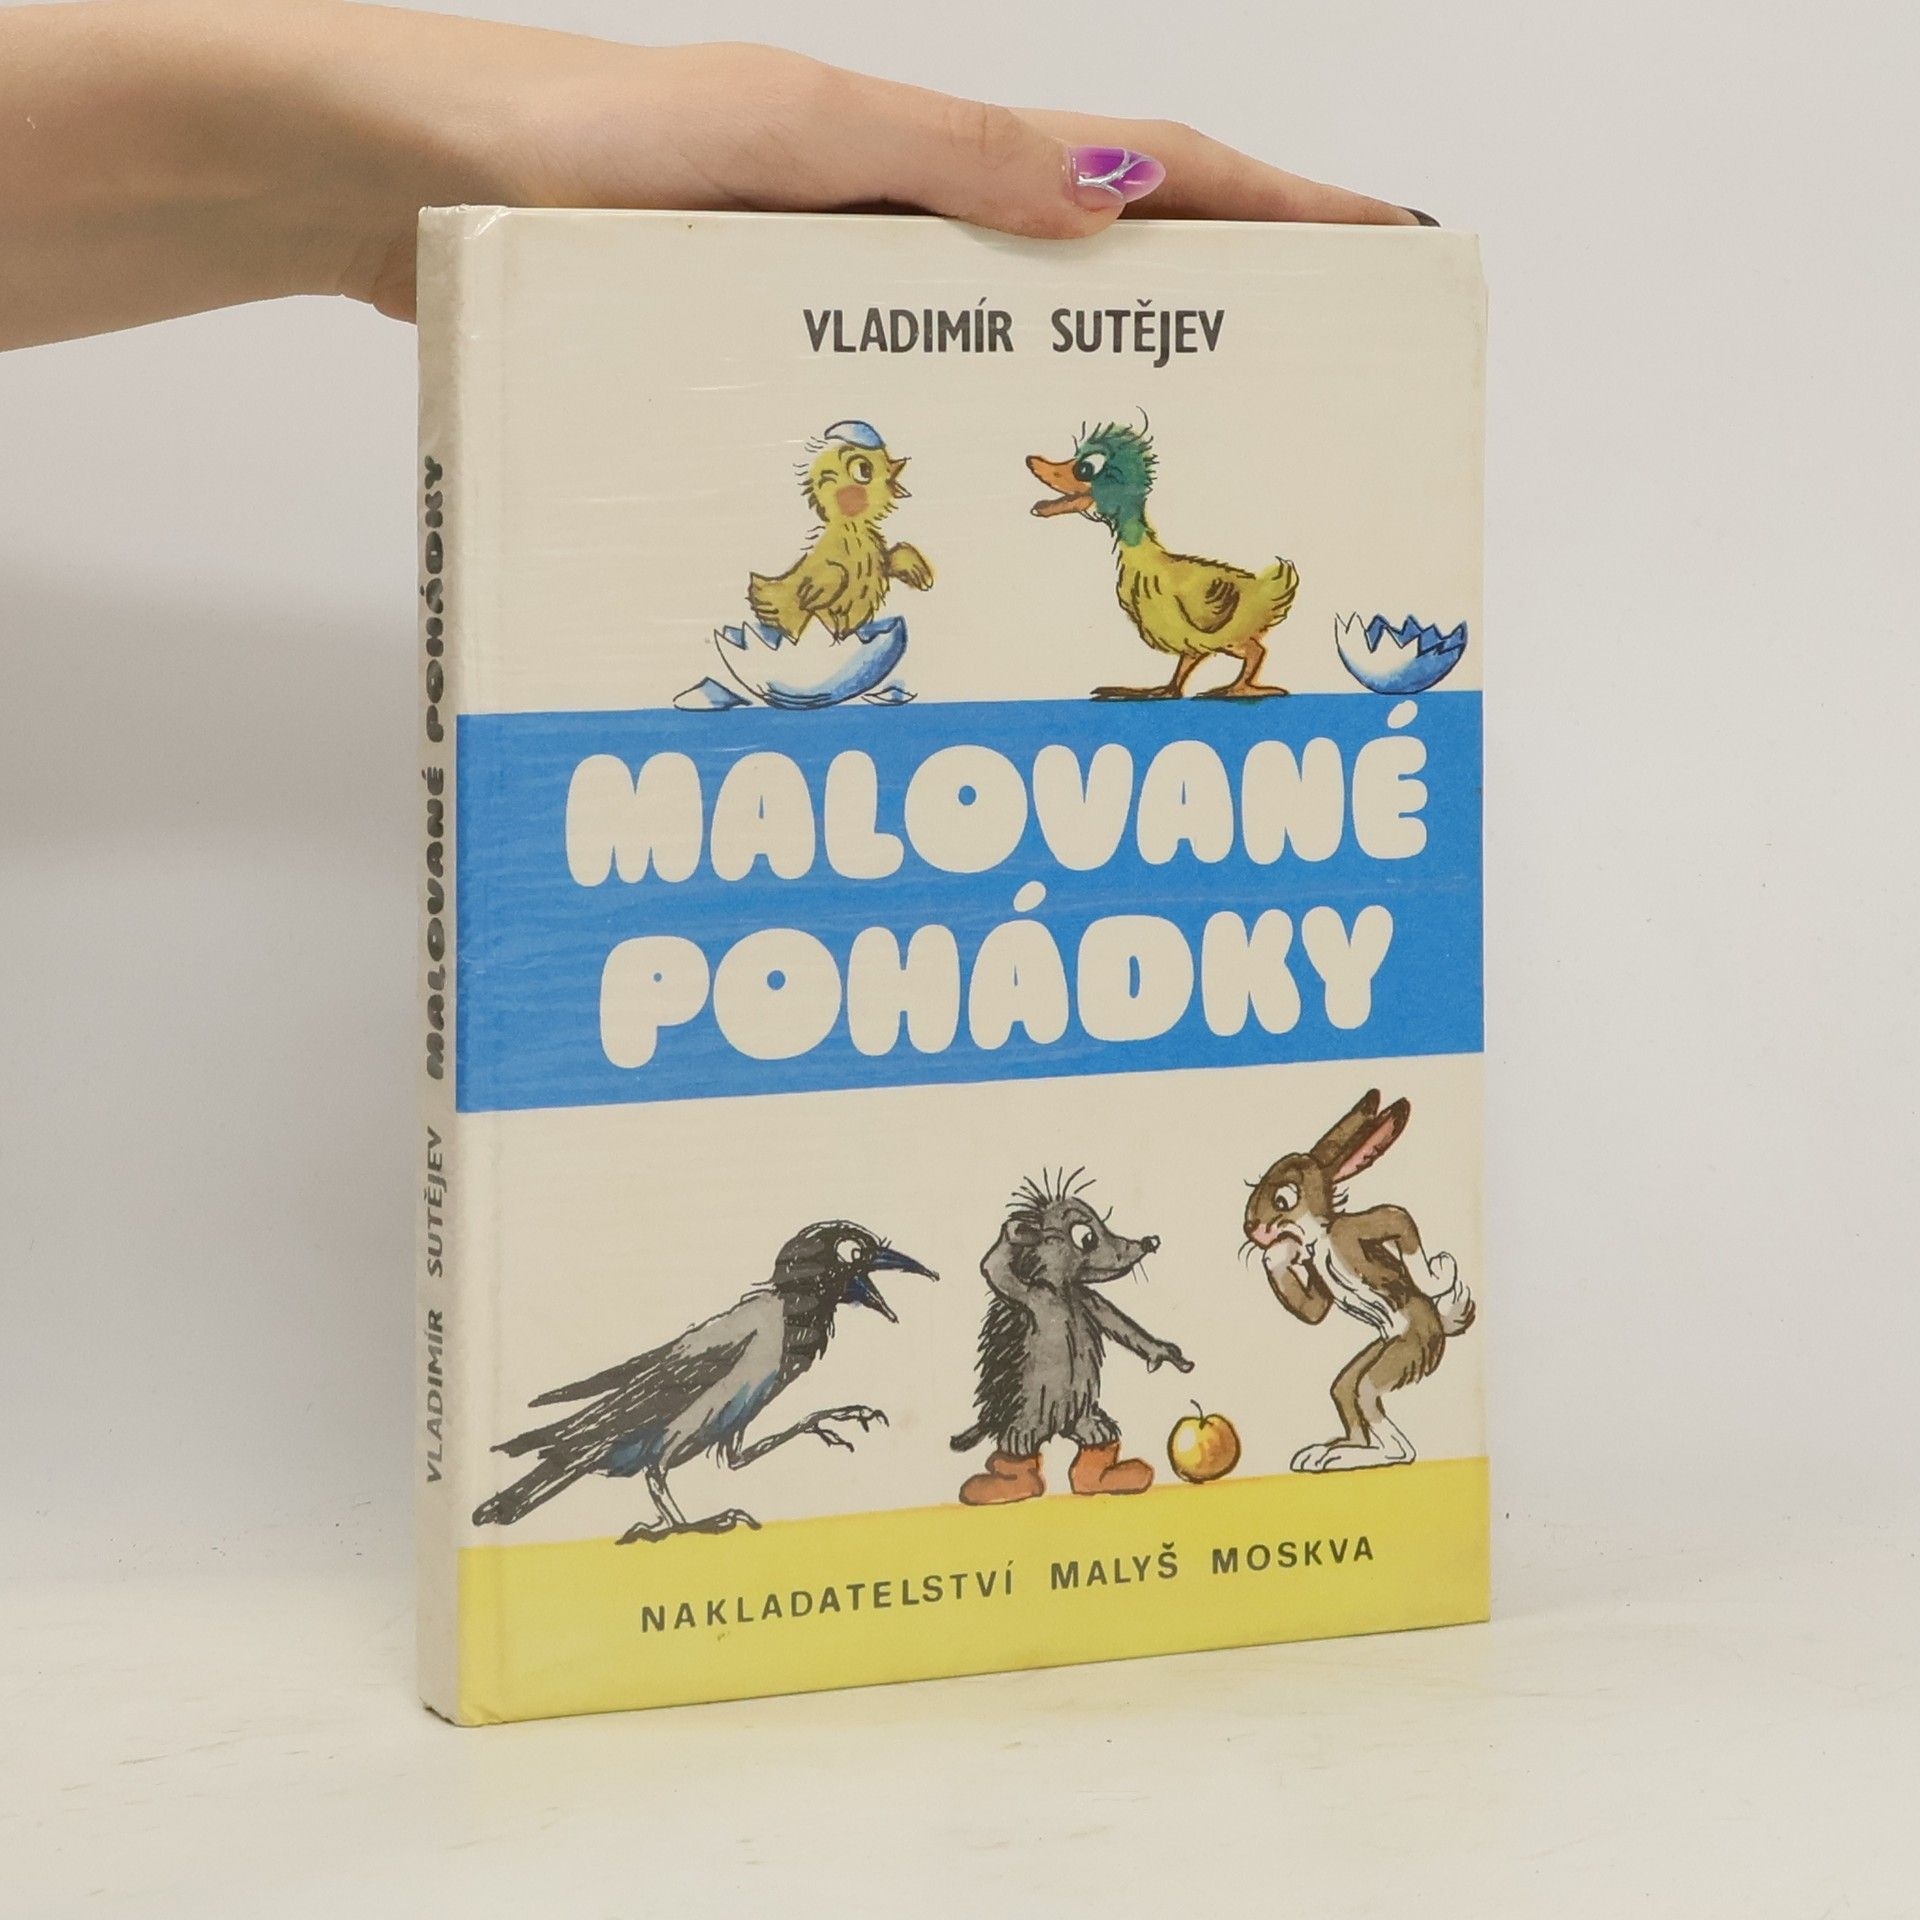 VLADIMÍR SUTĚJEV
MALOVANÉ
POHÁDKY
NAKLADATELSTVÍ MALYŠ MOSKVA
VLADIMÍR SUTĚJEV MALOVANÉ POHÁDKY